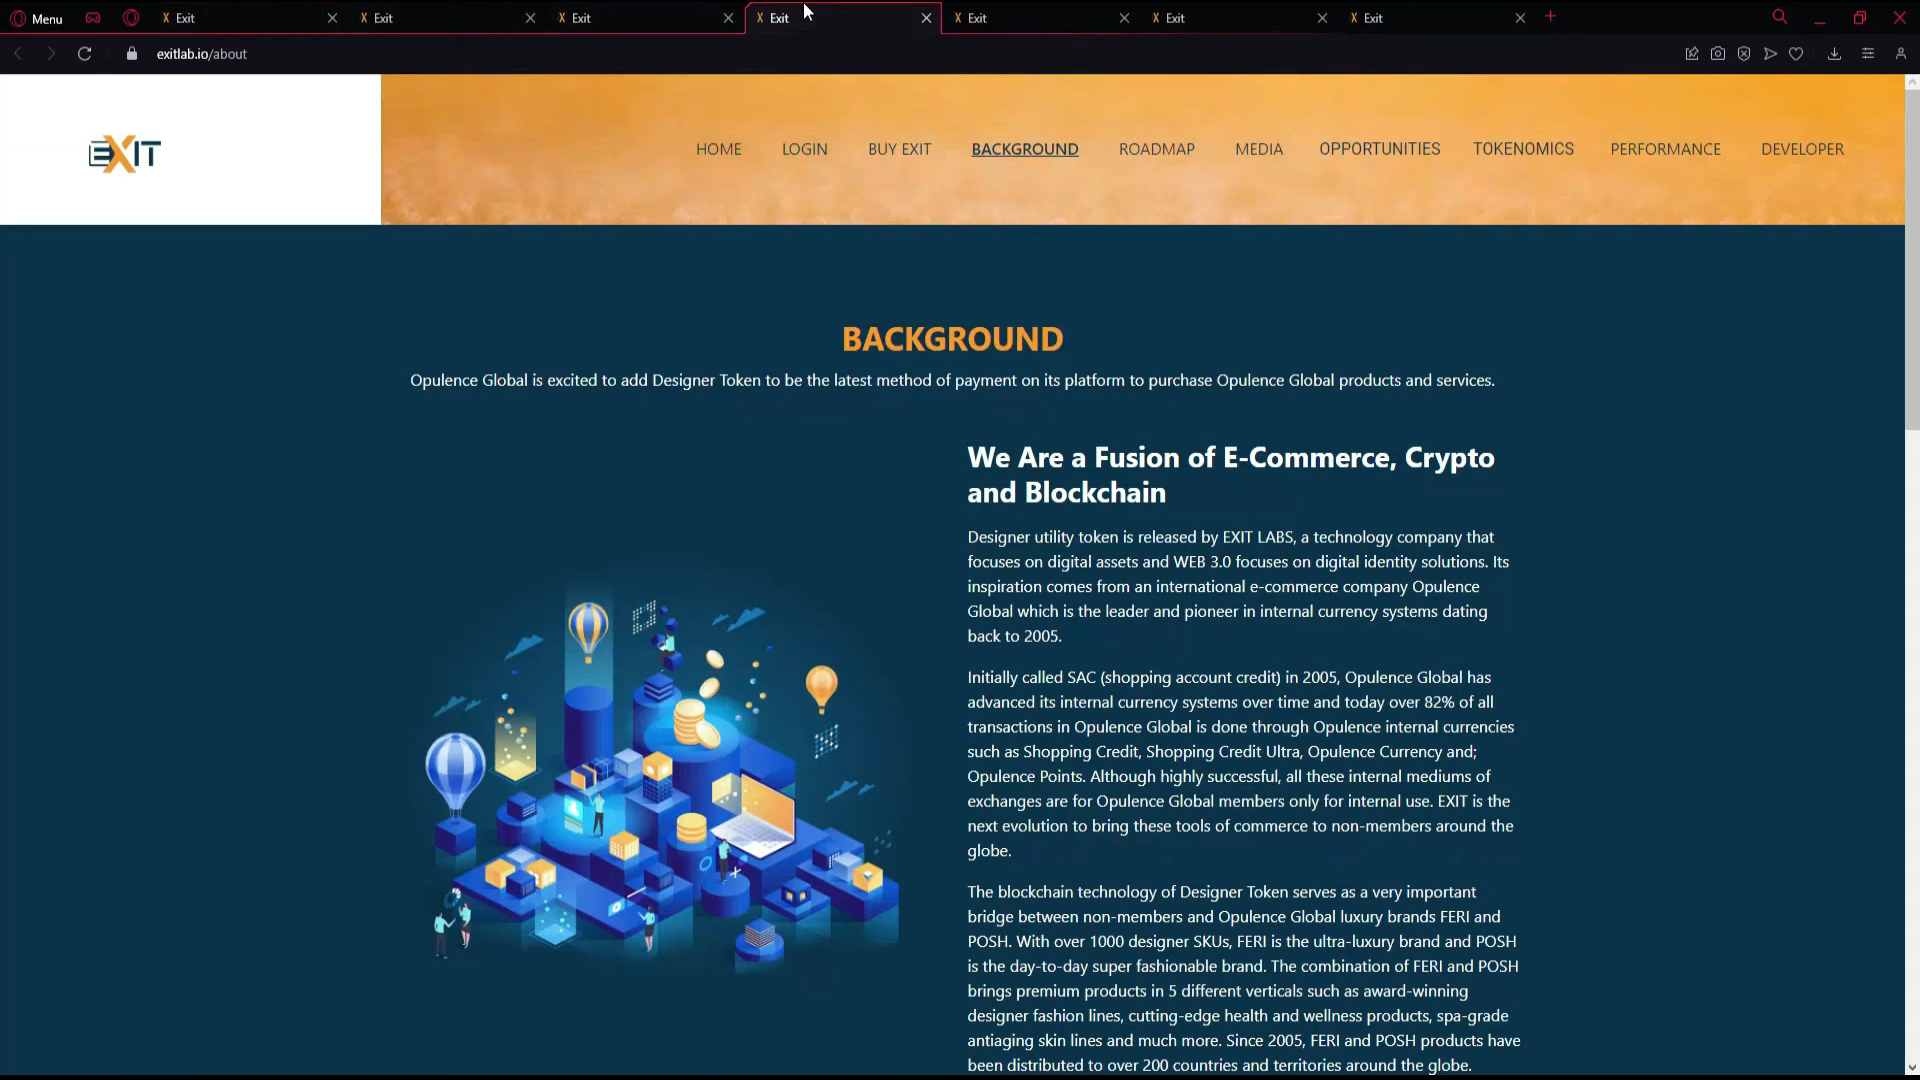 Menu
Exit
Exit
Exit
Exit
Exit
Exit
Exit
exitlab.io/about
EXIT
HOME LOGIN BUY EXIT BACKGROUND ROADMAP MEDIA OPPORTUNITIES TOKENOMICS PERFORMANCE DEVELOPER
BACKGROUND
Opulence Global is excited to add Designer Token to be the latest method of payment on its platform to purchase Opulence Global products and services.
We Are a Fusion of E-Commerce, Crypto
and Blockchain
Designer utility token is released by EXIT LABS, a technology company that
focuses on digital assets and WEB 3.0 focuses on digital identity solutions. Its
inspiration comes from an international e-commerce company Opulence
Global which is the leader and pioneer in internal currency systems dating
back to 2005.
Initially called SAC (shopping account credit) in 2005, Opulence Global has
advanced its internal currency systems over time and today over 82% of all
transactions in Opulence Global is done through Opulence internal currencies
such as Shopping Credit, Shopping Credit Ultra, Opulence Currency and;
Opulence Points. Although highly successful, all these internal mediums of
exchanges are for Opulence Global members only for internal use. EXIT is the
next evolution to bring these tools of commerce to non-members around the
globe.
The blockchain technology of Designer Token serves as a very important
bridge between non-members and Opulence Global luxury brands FERI and
POSH. With over 1000 designer SKUs, FERI is the ultra-luxury brand and POSH
is the day-to-day super fashionable brand. The combination of FERI and POSH
brings premium products in 5 different verticals such as award-winning
designer fashion lines, cutting-edge health and wellness products, spa-grade
antiaging skin lines and much more. Since 2005, FERI and POSH products have
been distributed to over 200 countries and territories around the globe.